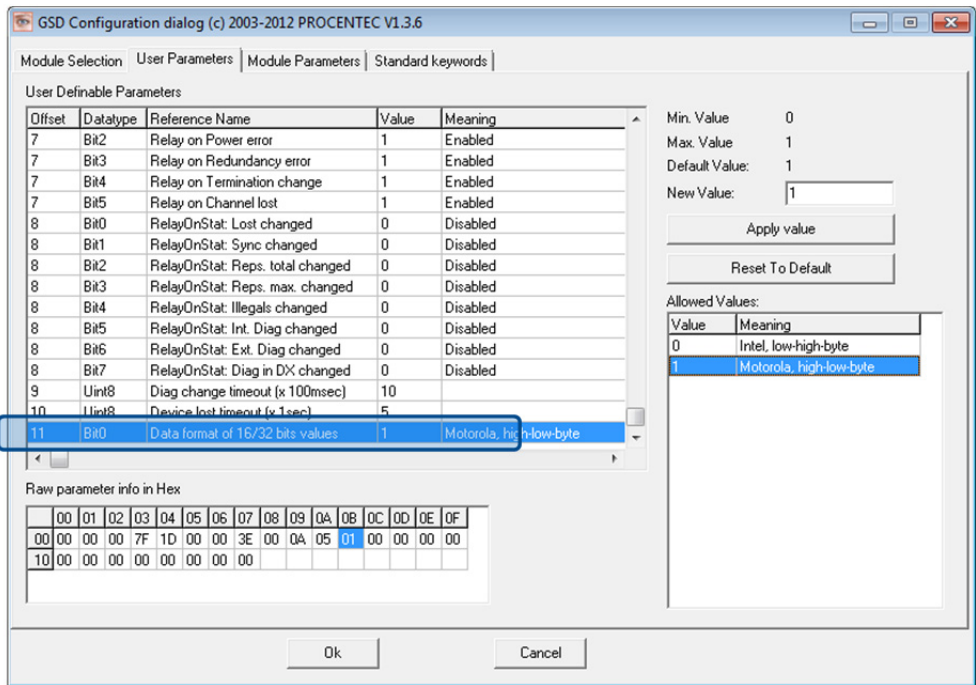 GSD Configuration dialog (c) 2003-2012 PROCENTEC V1.3.6
Module Selection User Parameters Module Parameters Standard keywords
User Definable Parameters
Offset Datatype Reference Name Value Meaning
7 Bit2 Relay on Power error 1 Enabled
7 Bit3 Relay on Redundancy error 1 Enabled
7 Bit4 Relay on Termination change 1 Enabled
7 Bit5 Relay on Channel lost 1 Enabled
8 Bit0 RelayOnStat: Lost changed 0 Disabled
8 Bit1 RelayOnStat: Sync changed 0 Disabled
8 Bit2 RelayOnStat: Reps. total changed 0 Disabled
8 Bit3 RelayOnStat: Reps. max. changed 0 Disabled
8 Bit4 RelayOnStat: Illegals changed 0 Disabled
8 Bit5 RelayOnStat: Int. Diag changed 0 Disabled
8 Bit6 RelayOnStat: Ext. Diag changed 0 Disabled
8 Bit7 RelayOnStat: Diag in DX changed 0 Disabled
9 Uint8 Diag change timeout (x 100msec) 10
10 Uint8 Device lost timeout (x 1sec) 5
11 Bit0 Data format of 16/32 bits values 1 Motorola, high-low-byte
Min. Value 0
Max. Value 1
Default Value: 1
New Value: 1
Apply value
Reset To Default
Allowed Values:
Value Meaning
0 Intel, low-high-byte
1 Motorola, high-low-byte
Raw parameter info in Hex
00 01 02 03 04 05 06 07 08 09 0A 0B 0C 0D 0E 0F
00 00 00 00 7F 1D 00 00 3E 00 0A 05 01 00 00 00 00
10 00 00 00 00 00 00 00 00
Ok Cancel